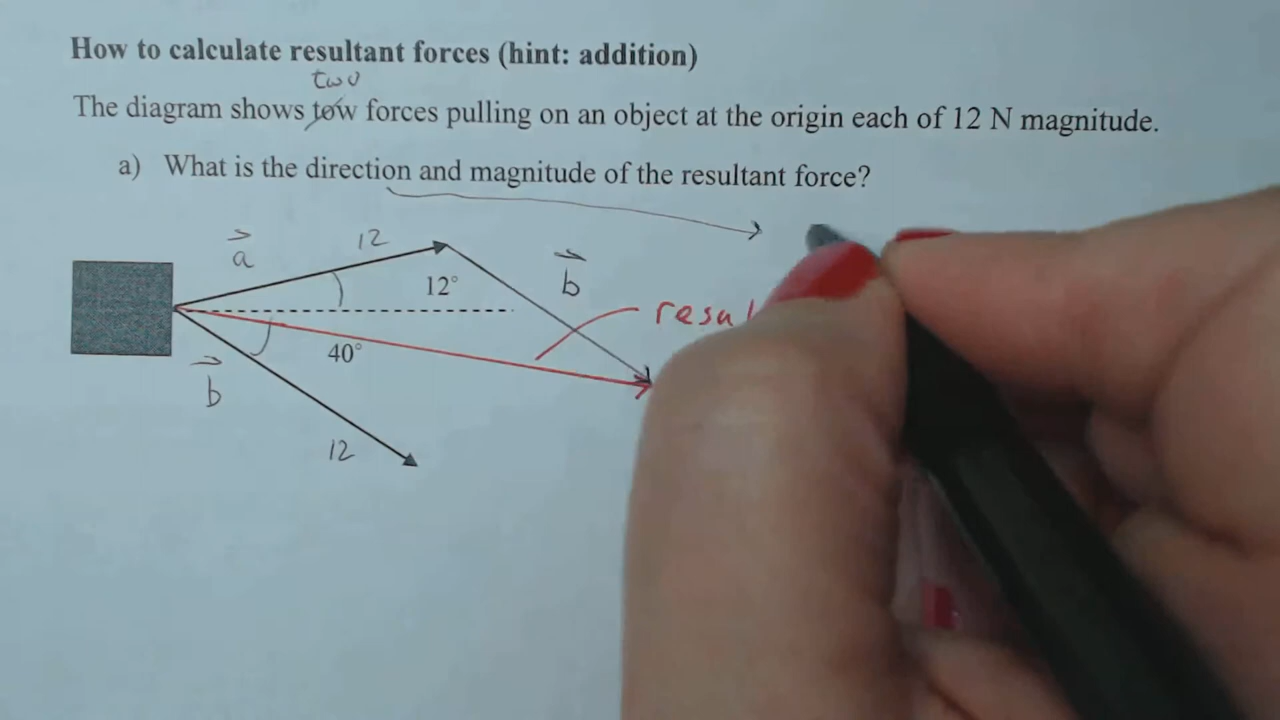 How to calculate resultant forces (hint: addition)
two
The diagram shows tow forces pulling on an object at the origin each of 12 N magnitude.
a) What is the direction and magnitude of the resultant force?
a
12
b
12°
40°
b
12